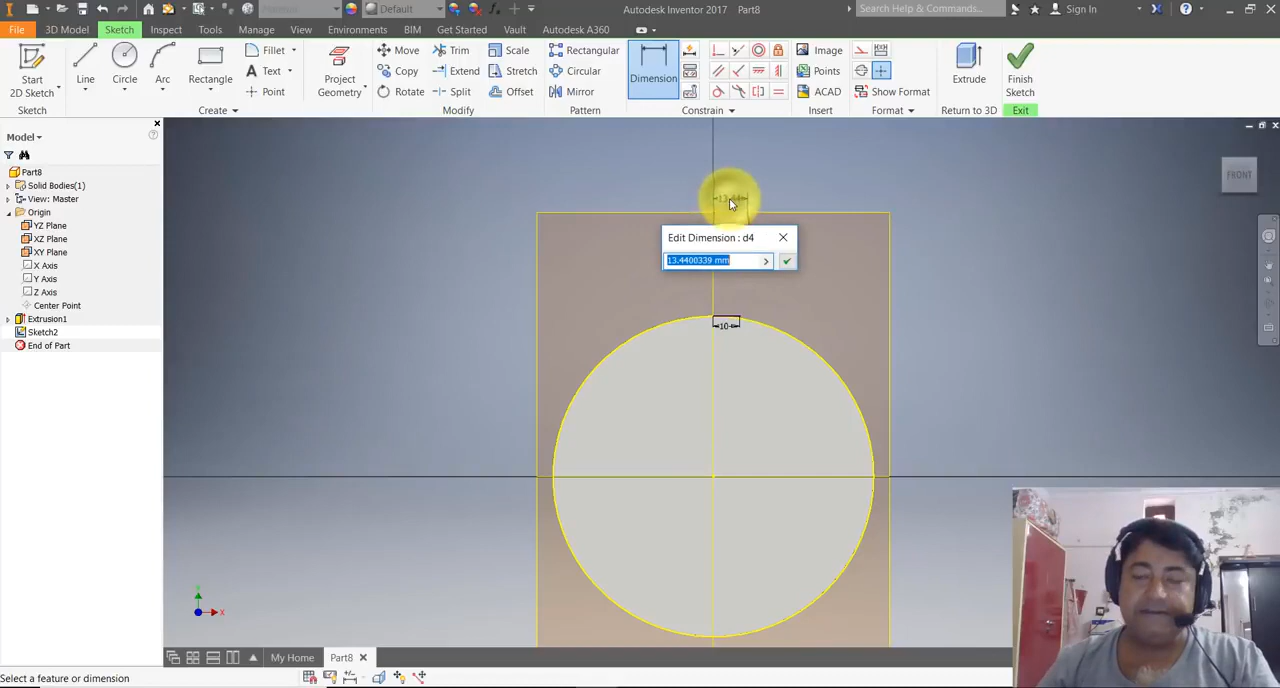 Default
Autodesk Inventor 2017 Part8
Search Help & Commands...
Sign In
File 3D Model Sketch Inspect Tools Manage View Environments BIM Get Started Vault Autodesk A360
Start
2D Sketch
Line
Circle
Arc
Rectangle
Fillet
Text
Point
Project
Geometry
Move
Copy
Rotate
Trim
Extend
Split
Scale
Stretch
Offset
Rectangular
Circular
Mirror
Dimension
Image
Points
ACAD
Show Format
Extrude
Finish
Sketch
Sketch Create Modify Pattern Constrain Insert Format Return to 3D Exit
Model
Part8
Solid Bodies(1)
View: Master
Origin
YZ Plane
XZ Plane
XY Plane
X Axis
Y Axis
Z Axis
Center Point
Extrusion1
Sketch2
End of Part
FRONT
13.44
Edit Dimension : d4
13.4400339 mm
10
X
My Home Part8
Select a feature or dimension